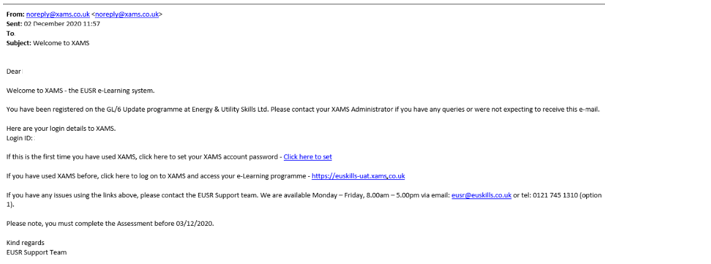 From: noreply@xams.co.uk <noreply@xams.co.uk>
Sent: 02 December 2020 11:57
To
Subject: Welcome to XAMS
Dear
Welcome to XAMS - the EUSR e-Learning system.
You have been registered on the GL/6 Update programme at Energy & Utility Skills Ltd. Please contact your XAMS Administrator if you have any queries or were not expecting to receive this e-mail.
Here are your login details to XAMS.
Login ID:
If this is the first time you have used XAMS, click here to set your XAMS account password - Click here to set
If you have used XAMS before, click here to log on to XAMS and access your e-Learning programme - https://euskills-uat.xams.co.uk
If you have any issues using the links above, please contact the EUSR Support team. We are available Monday – Friday, 8.00am – 5.00pm via email: eusr@euskills.co.uk or tel: 0121 745 1310 (option
1).
Please note, you must complete the Assessment before 03/12/2020.
Kind regards
EUSR Support Team